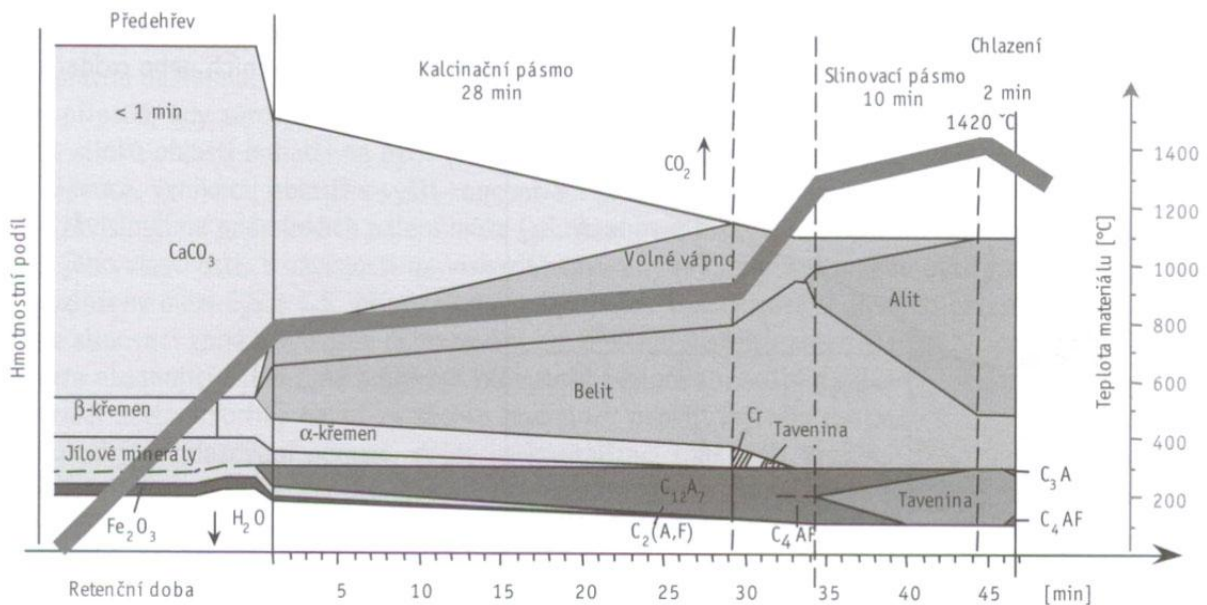 Předehřev
Chlazení
Kalcinační pásmo
28 min
Slinovací pásmo
10 min
2 min
< 1 min
1420 °C
CO₂
1400
1200
1000
800
600
400
200
Teplota materiálu [°C]
Hmotnostní podíl
CaCO₃
Volné vápno
Alit
Belit
β-křemen
α-křemen
Cr
Tavenina
Jílové minerály
C₁₂A₇
Tavenina
C₃A
Fe₂O₃
H₂O
C₂(A,F)
C₄AF
C₄AF
Retenční doba
5
10
15
20
25
30
35
40
45
[min]